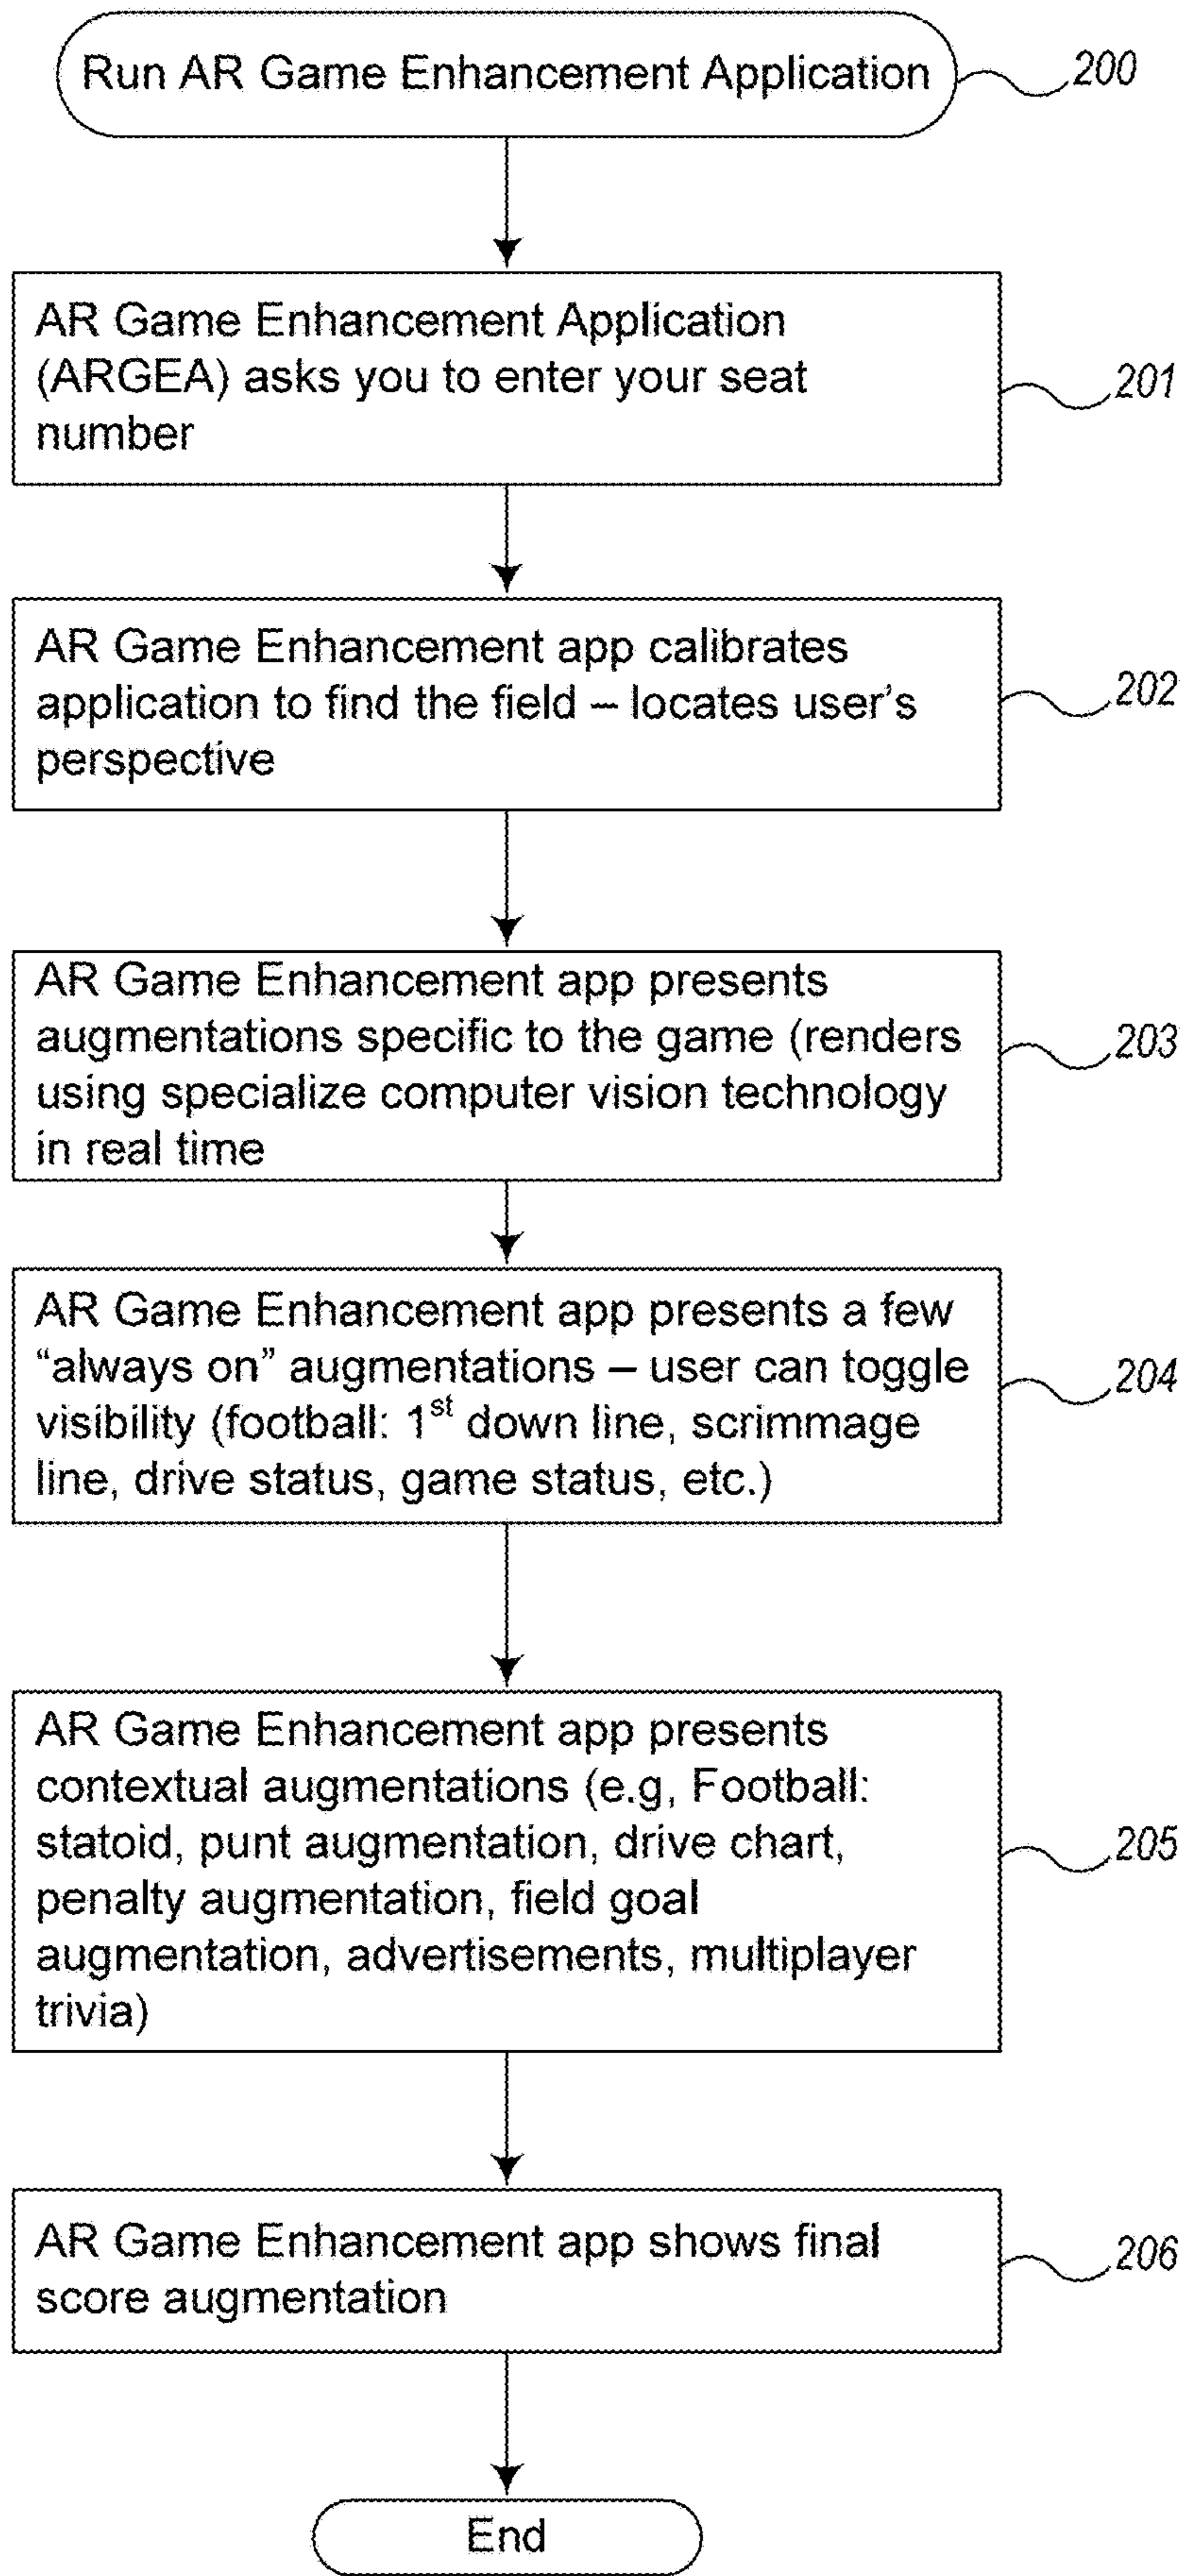 Run AR Game Enhancement Application
200
AR Game Enhancement Application
(ARGEA) asks you to enter your seat
number
201
AR Game Enhancement app calibrates
application to find the field – locates user's
perspective
202
AR Game Enhancement app presents
augmentations specific to the game (renders
using specialize computer vision technology
in real time
203
AR Game Enhancement app presents a few
“always on” augmentations – user can toggle
visibility (football: 1st down line, scrimmage
line, drive status, game status, etc.)
204
AR Game Enhancement app presents
contextual augmentations (e.g, Football:
statoid, punt augmentation, drive chart,
penalty augmentation, field goal
augmentation, advertisements, multiplayer
trivia)
205
AR Game Enhancement app shows final
score augmentation
206
End